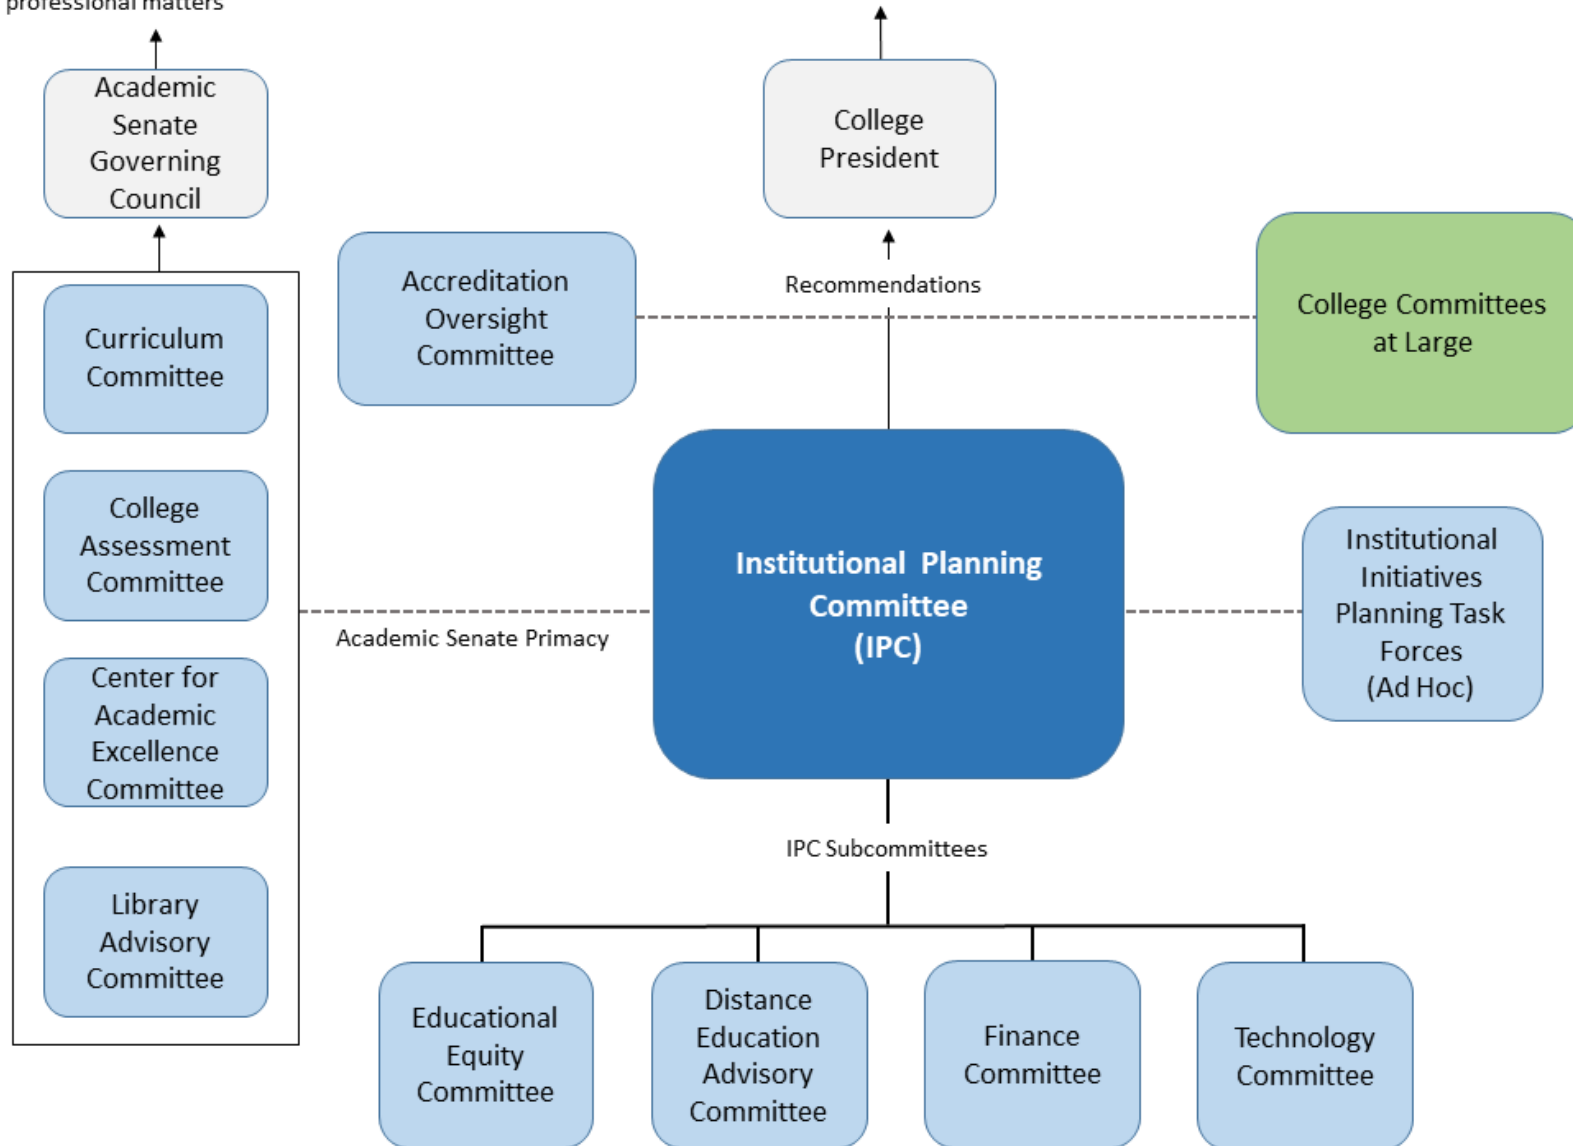 professional matters
Academic
Senate
Governing
Council
College
President
Accreditation
Oversight
Committee
Recommendations
College Committees
at Large
Curriculum
Committee
College
Assessment
Committee
Center for
Academic
Excellence
Committee
Library
Advisory
Committee
Academic Senate Primacy
Institutional Planning
Committee
(IPC)
Institutional
Initiatives
Planning Task
Forces
(Ad Hoc)
IPC Subcommittees
Educational
Equity
Committee
Distance
Education
Advisory
Committee
Finance
Committee
Technology
Committee